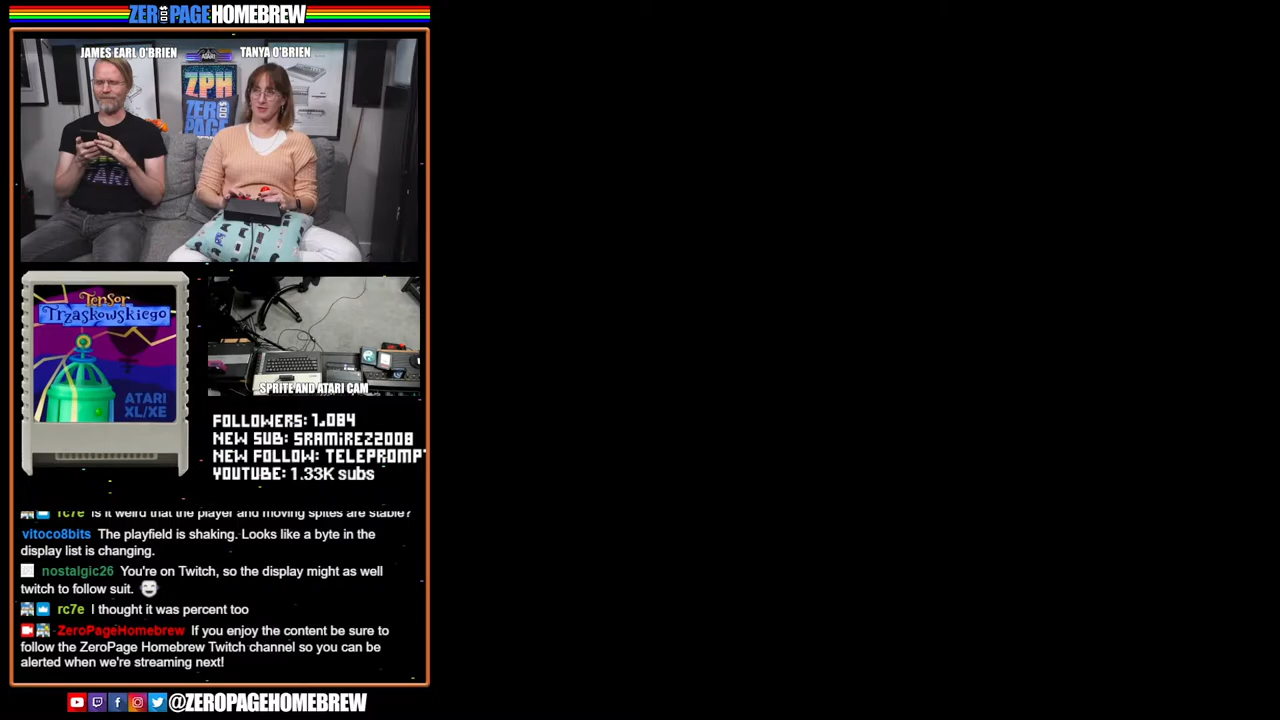 ZEROPAGE HOMEBREW
JAMES EARL O'BRIEN
TANYA O'BRIEN
ATARI
ZPH
ZERO
PAGE
Tensor
Trzaskowskiego
ATARI
XL/XE
SPRITE AND ATARI CAM
FOLLOWERS: 1,084
NEW SUB: SRAMIREZ2008
NEW FOLLOW: TELEPROMPT
YOUTUBE: 1.33K subs
rc7e Is it weird that the player and moving spites are stable?
vitoco8bits The playfield is shaking. Looks like a byte in the
display list is changing.
nostalgic26 You're on Twitch, so the display might as well
twitch to follow suit.
rc7e I thought it was percent too
ZeroPageHomebrew If you enjoy the content be sure to
follow the ZeroPage Homebrew Twitch channel so you can be
alerted when we're streaming next!
@ZEROPAGEHOMEBREW